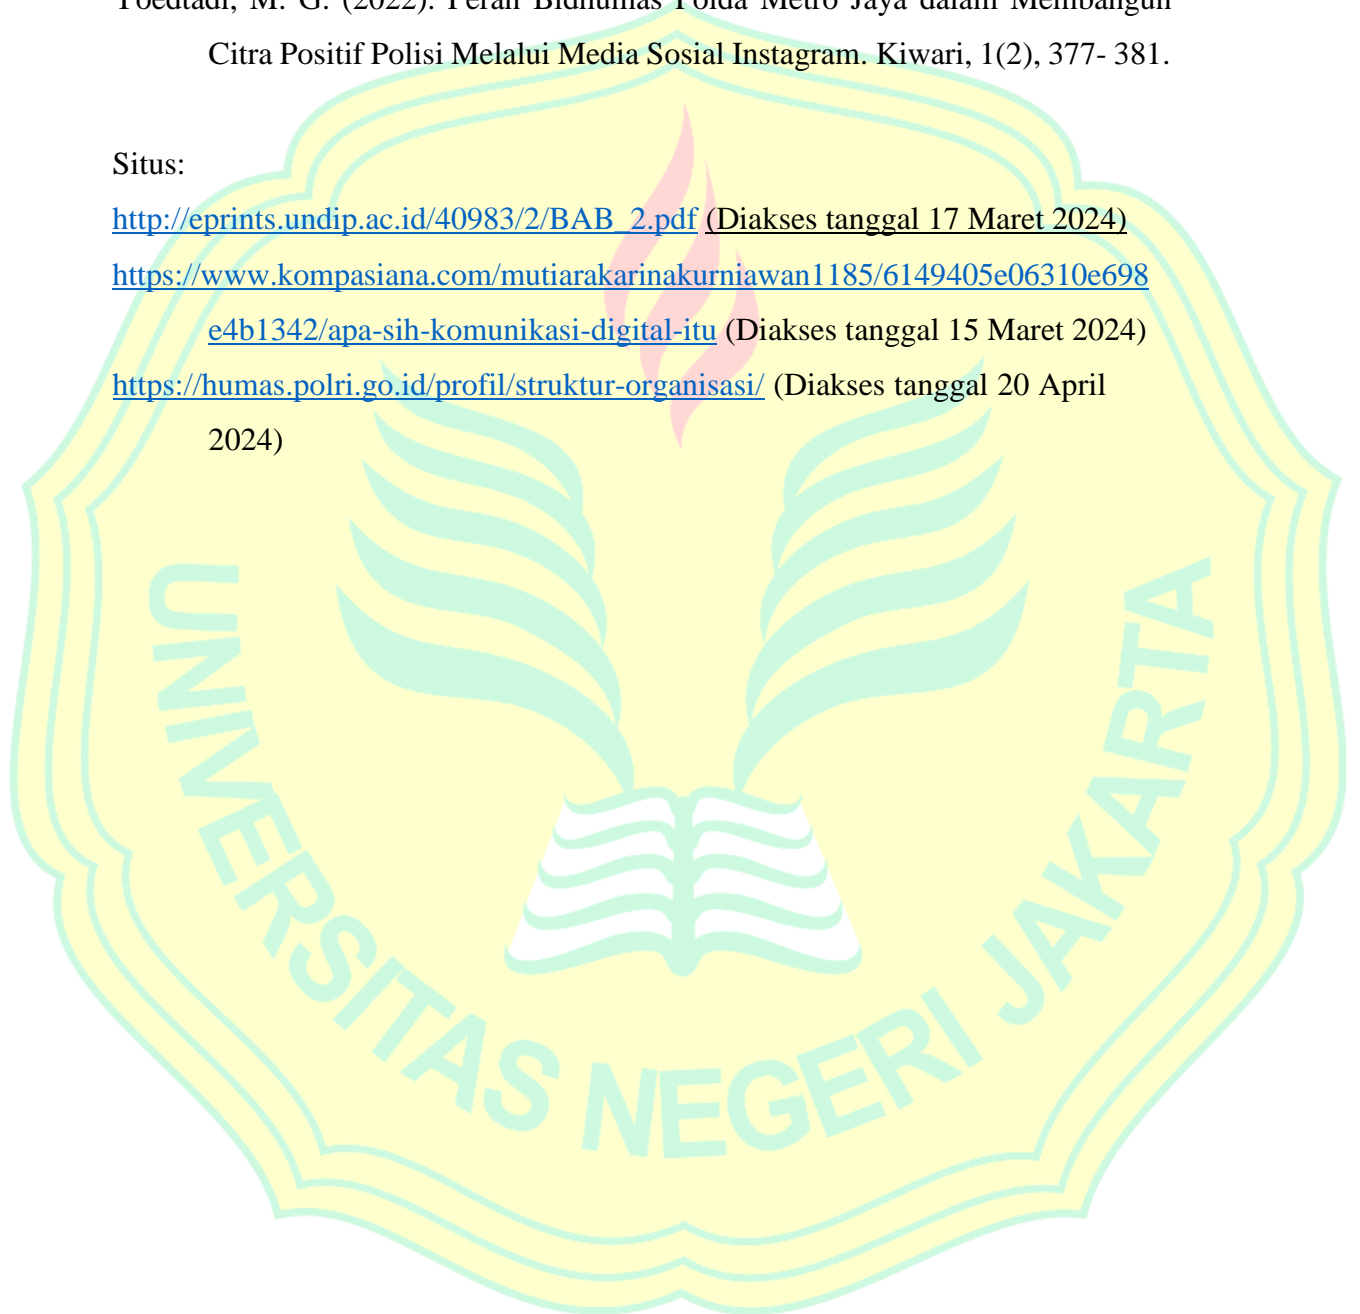 Yoedtadi, M. G. (2022). Peran Bidhumas Polda Metro Jaya dalam Membangun
Citra Positif Polisi Melalui Media Sosial Instagram. Kiwari, 1(2), 377- 381.
Situs:
http://eprints.undip.ac.id/40983/2/BAB_2.pdf (Diakses tanggal 17 Maret 2024)
https://www.kompasiana.com/mutiarakarinakurniawan1185/6149405e06310e698
e4b1342/apa-sih-komunikasi-digital-itu (Diakses tanggal 15 Maret 2024)
https://humas.polri.go.id/profil/struktur-organisasi/ (Diakses tanggal 20 April
2024)
UNIVERSITAS NEGERI JAKARTA